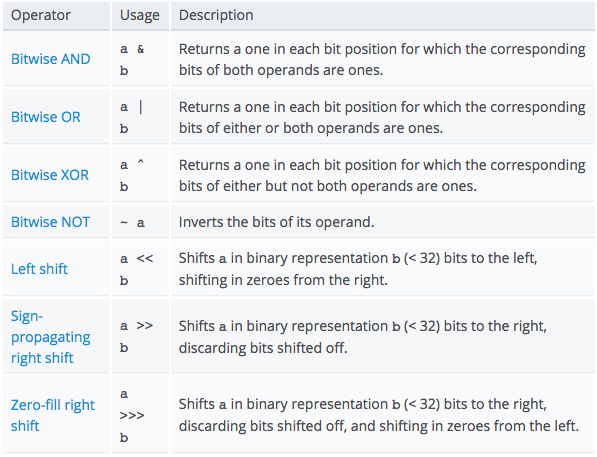 Operator Usage Description
Bitwise AND
a &
b
Returns a one in each bit position for which the corresponding
bits of both operands are ones.
Bitwise OR
a |
b
Returns a one in each bit position for which the corresponding
bits of either or both operands are ones.
Bitwise XOR
a ^
b
Returns a one in each bit position for which the corresponding
bits of either but not both operands are ones.
Bitwise NOT
~ a
Inverts the bits of its operand.
Left shift
a <<
b
Shifts a in binary representation b (< 32) bits to the left,
shifting in zeroes from the right.
Sign-
propagating
right shift
a >>
b
Shifts a in binary representation b (< 32) bits to the right,
discarding bits shifted off.
Zero-fill right
shift
a
>>>
b
Shifts a in binary representation b (< 32) bits to the right,
discarding bits shifted off, and shifting in zeroes from the left.